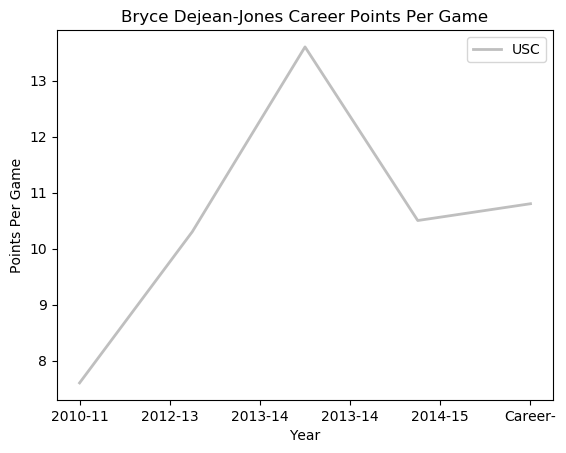 Bryce Dejean-Jones Career Points Per Game
USC
13
12
11
10
9
8
Points Per Game
2010-11 2012-13 2013-14 2013-14 2014-15 Career-
Year